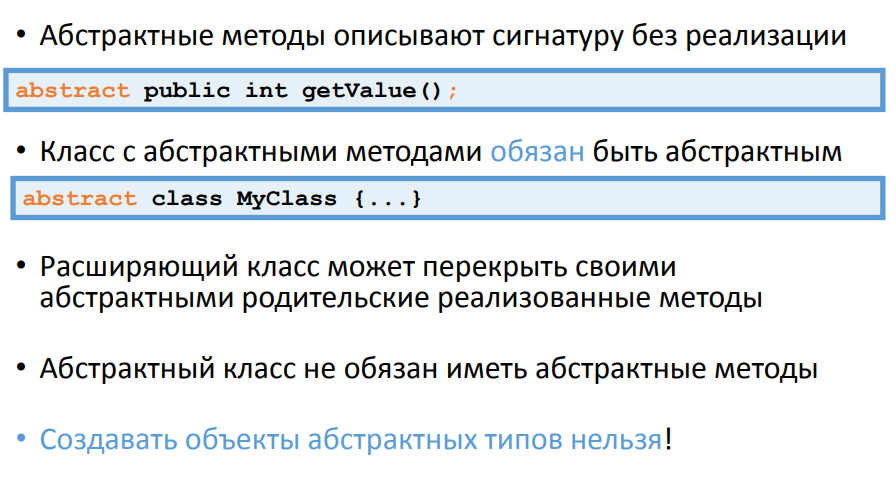 • Абстрактные методы описывают сигнатуру без реализации
abstract public int getValue();
• Класс с абстрактными методами обязан быть абстрактным
abstract class MyClass {...}
• Расширяющий класс может перекрыть своими
абстрактными родительские реализованные методы
• Абстрактный класс не обязан иметь абстрактные методы
• Создавать объекты абстрактных типов нельзя!